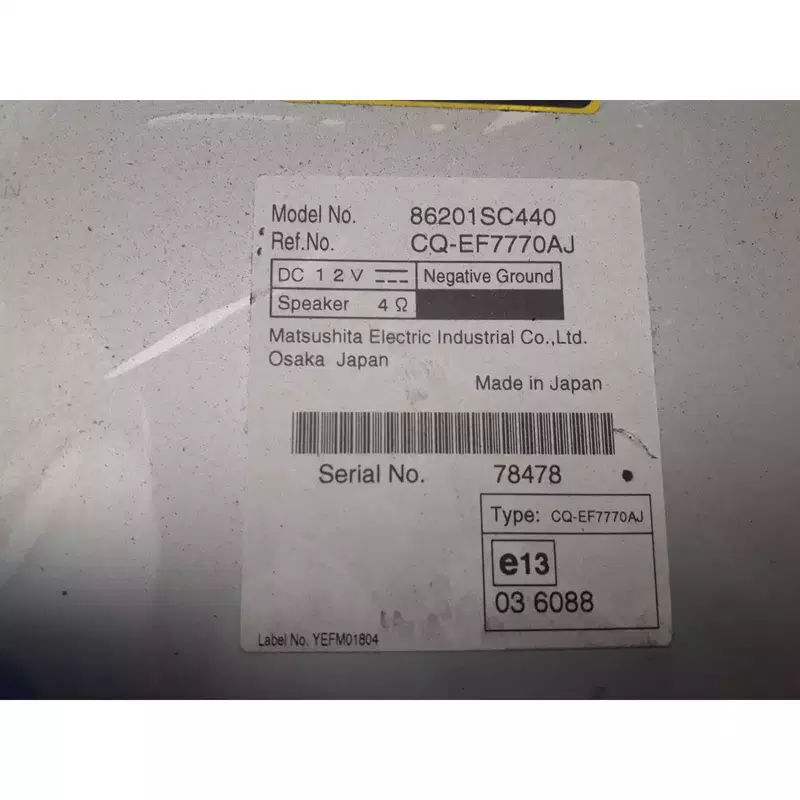 Model No. 86201SC440
Ref.No. CQ-EF7770AJ
DC 12V Negative Ground
Speaker 4Ω
Matsushita Electric Industrial Co.,Ltd.
Osaka Japan
Made in Japan
Serial No. 78478
Type: CQ-EF7770AJ
e13
03 6088
Label No. YEFM01804